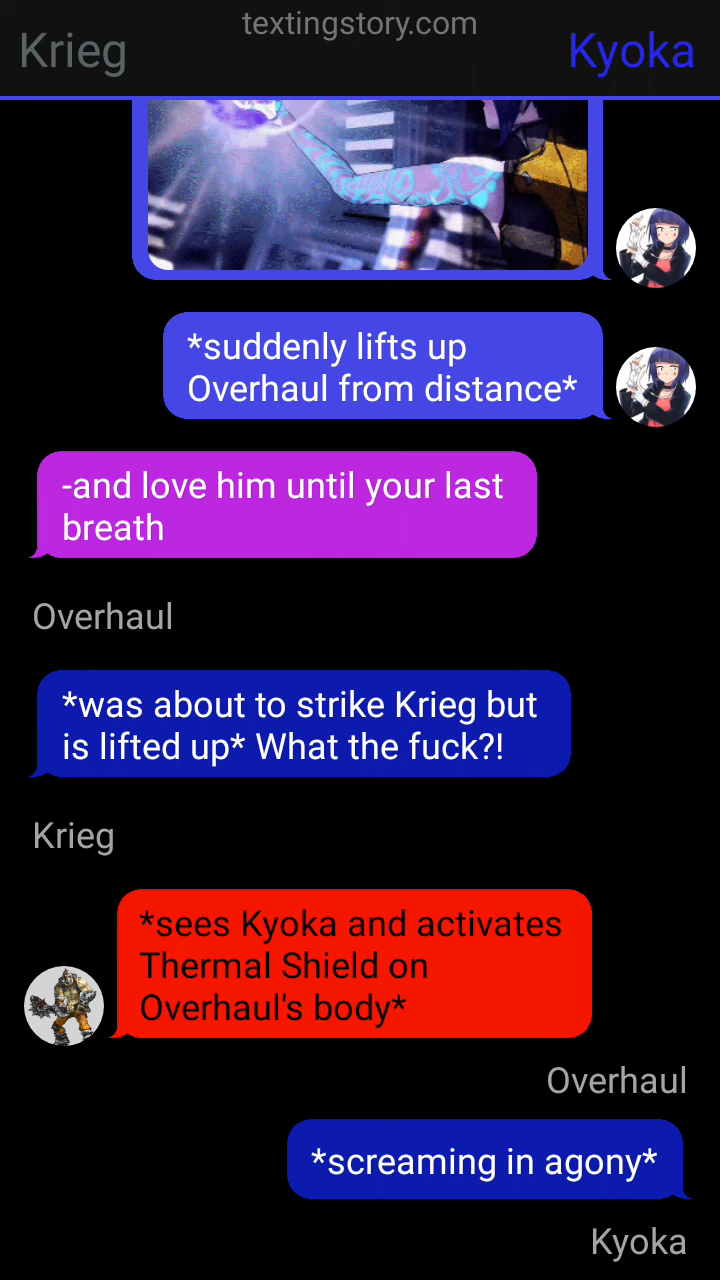 textingstory.com
Krieg
Kyoka
*suddenly lifts up
Overhaul from distance*
-and love him until your last
breath
Overhaul
*was about to strike Krieg but
is lifted up* What the fuck?!
Krieg
*sees Kyoka and activates
Thermal Shield on
Overhaul's body*
Overhaul
*screaming in agony*
Kyoka